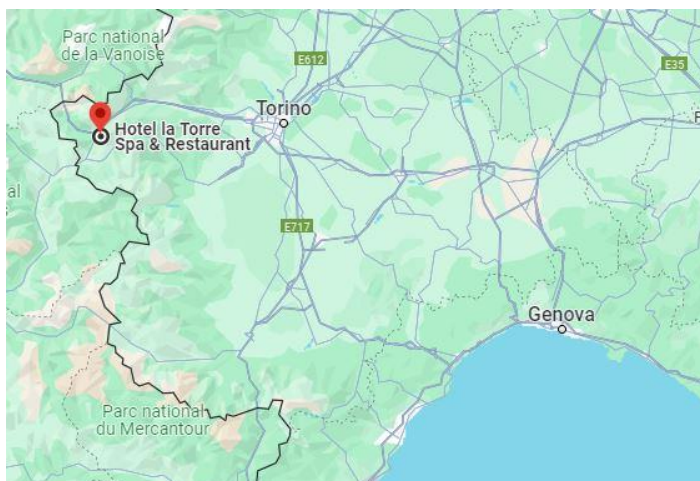 Parc national
de la Vanoise
E612
E35
Torino
Hotel la Torre
Spa & Restaurant
E717
Genova
Parc national
du Mercantour